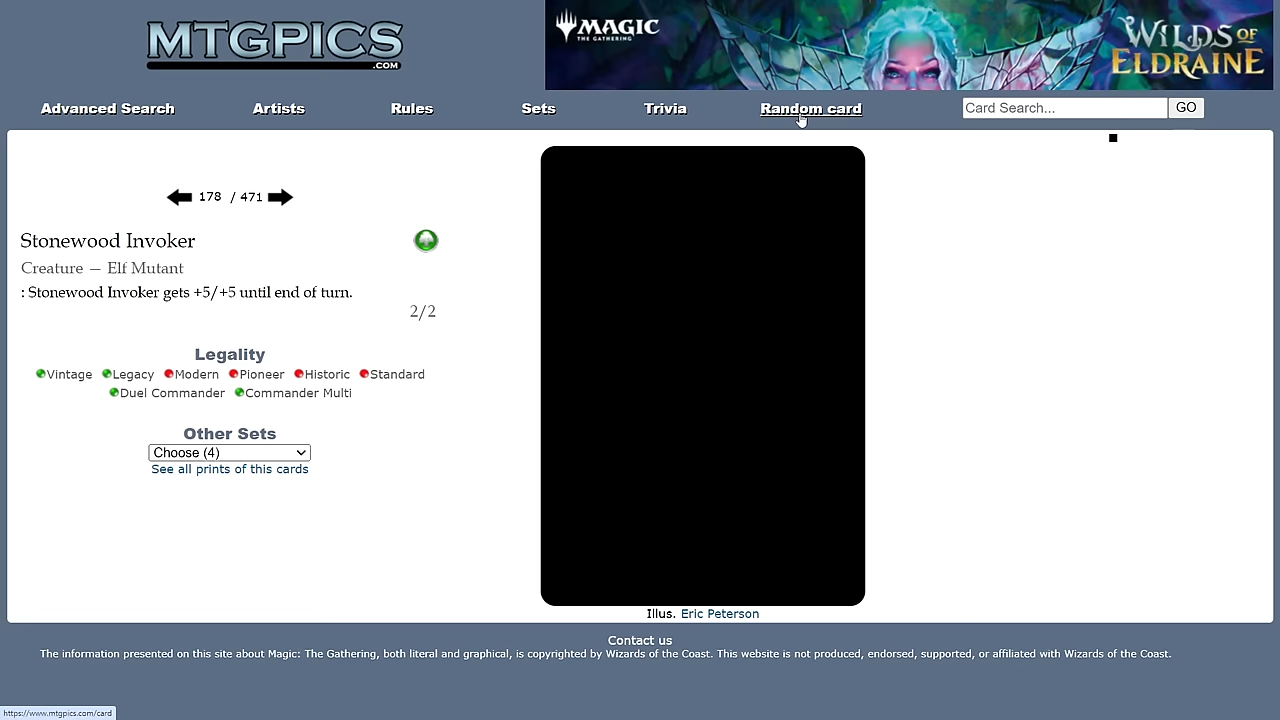 MTGPICS
.COM
MAGIC
THE GATHERING
WILDS OF
ELDRAINE
Advanced Search
Artists
Rules
Sets
Trivia
Random card
Card Search...
GO
178 / 471
Stonewood Invoker
Creature — Elf Mutant
: Stonewood Invoker gets +5/+5 until end of turn.
2/2
Legality
Vintage Legacy Modern Pioneer Historic Standard
Duel Commander Commander Multi
Other Sets
Choose (4)
See all prints of this cards
Illus. Eric Peterson
Contact us
The information presented on this site about Magic: The Gathering, both literal and graphical, is copyrighted by Wizards of the Coast. This website is not produced, endorsed, supported, or affiliated with Wizards of the Coast.
https://www.mtgpics.com/card